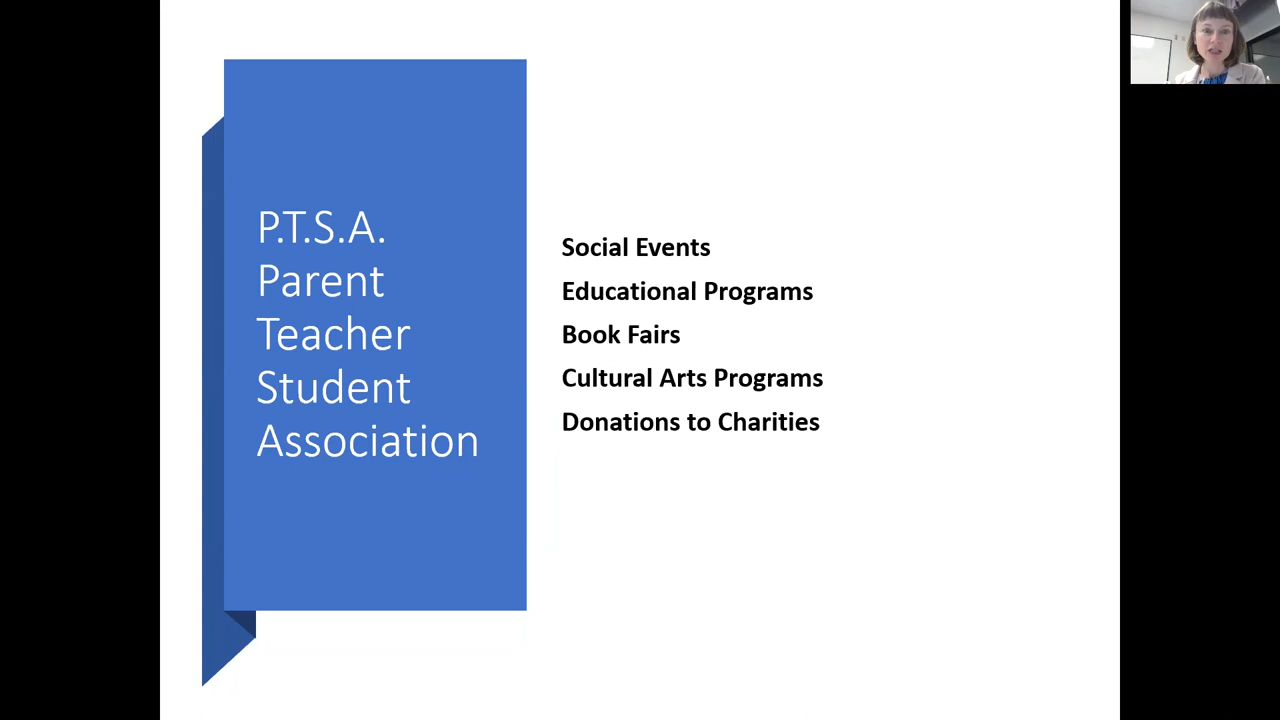 P.T.S.A.
Parent
Teacher
Student
Association
Social Events
Educational Programs
Book Fairs
Cultural Arts Programs
Donations to Charities